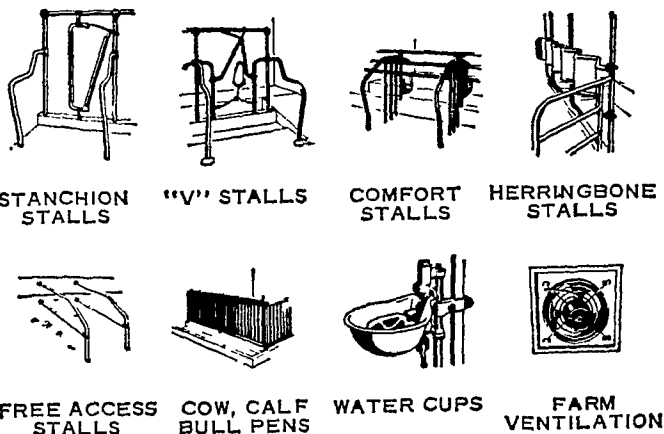 STANCHION
STALLS
"V" STALLS
COMFORT
STALLS
HERRINGBONE
STALLS
FREE ACCESS
STALLS
COW, CALF
BULL PENS
WATER CUPS
FARM
VENTILATION